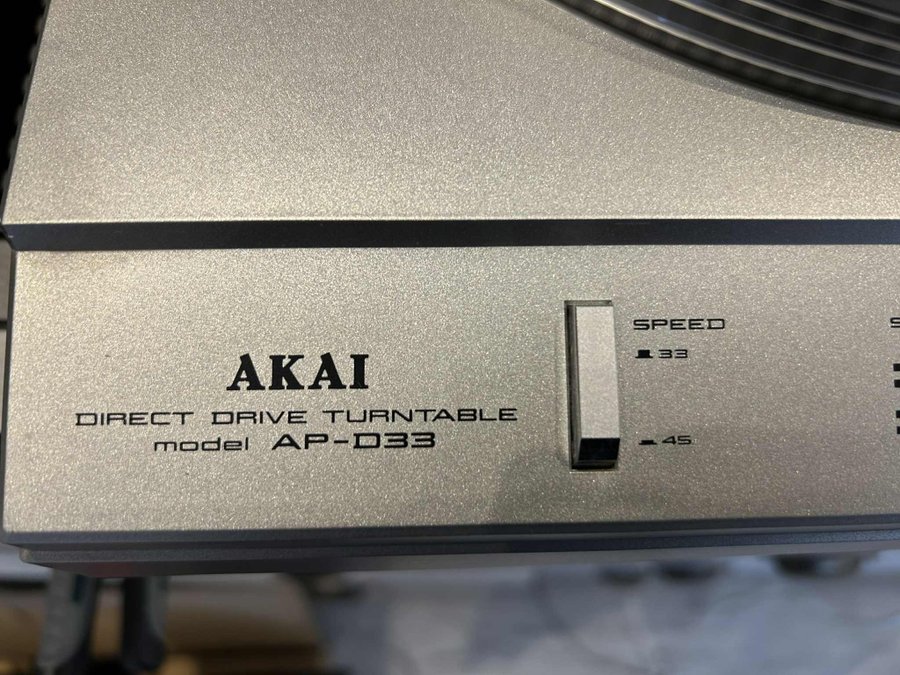 AKAI
DIRECT DRIVE TURNTABLE
model AP-D33
SPEED
33
45